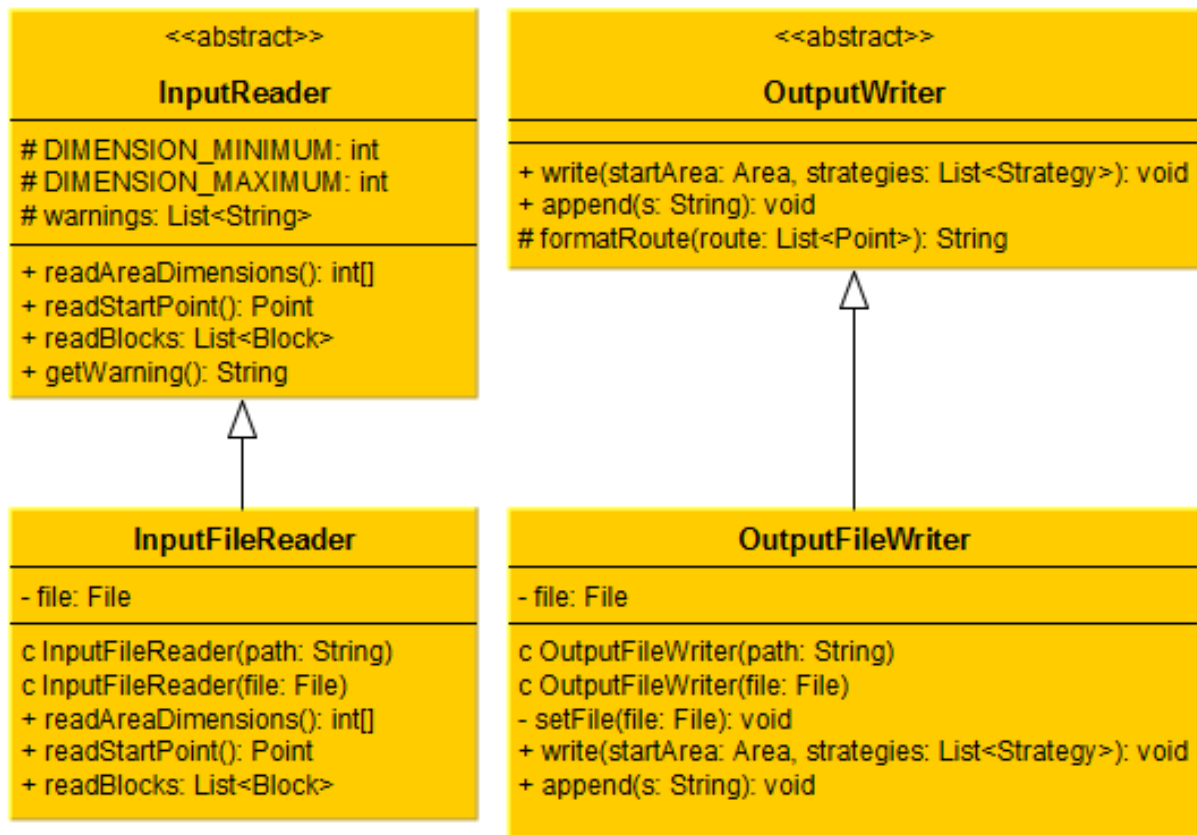 <<abstract>>
InputReader
# DIMENSION_MINIMUM: int
# DIMENSION_MAXIMUM: int
# warnings: List<String>
+ readAreaDimensions(): int[]
+ readStartPoint(): Point
+ readBlocks: List<Block>
+ getWarning(): String
<<abstract>>
OutputWriter
+ write(startArea: Area, strategies: List<Strategy>): void
+ append(s: String): void
# formatRoute(route: List<Point>): String
InputFileReader
- file: File
c InputFileReader(path: String)
c InputFileReader(file: File)
+ readAreaDimensions(): int[]
+ readStartPoint(): Point
+ readBlocks: List<Block>
OutputFileWriter
- file: File
c OutputFileWriter(path: String)
c OutputFileWriter(file: File)
- setFile(file: File): void
+ write(startArea: Area, strategies: List<Strategy>): void
+ append(s: String): void